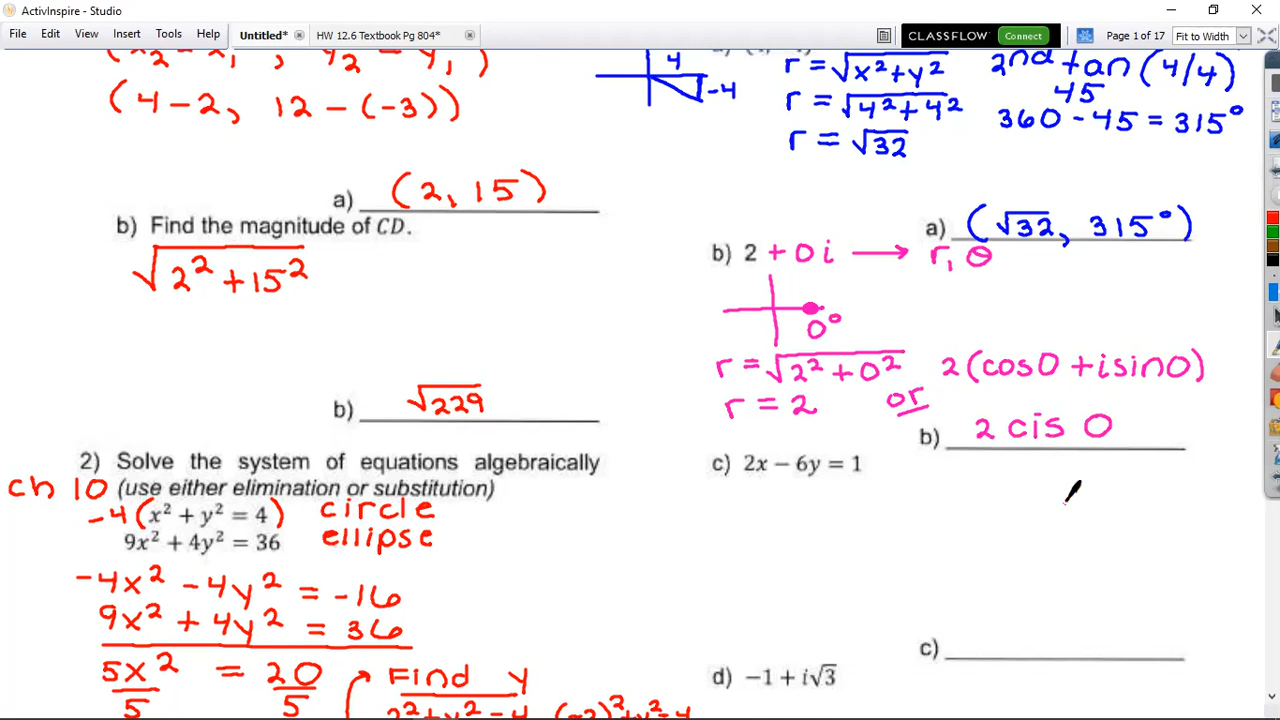 ActivInspire - Studio
File Edit View Insert Tools Help Untitled* HW 12.6 Textbook Pg 804* CLASSFLOW Connect Page 1 of 17 Fit to Width
(4 - 2, 12 - (-3))
a) (2, 15)
b) Find the magnitude of CD.
√2² + 15²
b) √229
2) Solve the system of equations algebraically
ch 10 (use either elimination or substitution)
-4(x² + y² = 4) circle
9x² + 4y² = 36 ellipse
-4x² - 4y² = -16
9x² + 4y² = 36
5x² = 20 Find y
5 5
4
-4
r = √x² + y²
r = √4² + 4²
r = √32
2nd tan (4/4)
45
360 - 45 = 315°
a) (√32, 315°)
b) 2 + 0i → r, θ
0°
r = √2² + 0² 2(cos0 + isin0)
r = 2 or
b) 2 cis 0
c) 2x − 6y = 1
c)
d) −1 + i√3